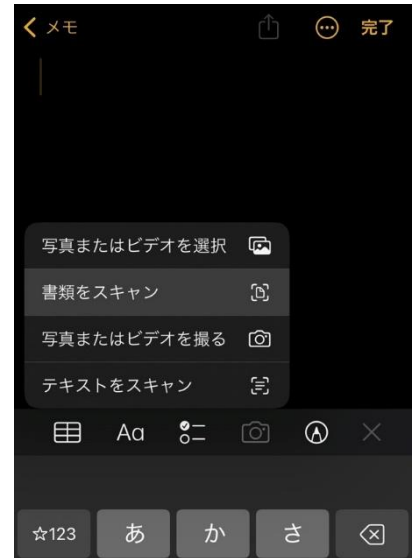 メモ
完了
写真またはビデオを選択
書類をスキャン
写真またはビデオを撮る
テキストをスキャン
Aa
☆123
あ
か
さ